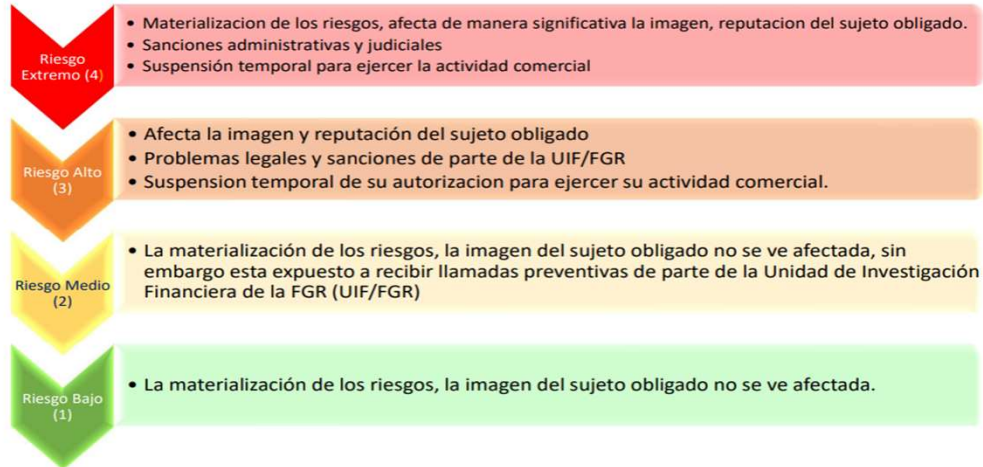 Riesgo
Extremo (4)
• Materializacion de los riesgos, afecta de manera significativa la imagen, reputacion del sujeto obligado.
• Sanciones administrativas y judiciales
• Suspensión temporal para ejercer la actividad comercial
Riesgo Alto
(3)
• Afecta la imagen y reputación del sujeto obligado
• Problemas legales y sanciones de parte de la UIF/FGR
• Suspension temporal de su autorizacion para ejercer su actividad comercial.
Riesgo Medio
(2)
• La materialización de los riesgos, la imagen del sujeto obligado no se ve afectada, sin
embargo esta expuesto a recibir llamadas preventivas de parte de la Unidad de Investigación
Financiera de la FGR (UIF/FGR)
Riesgo Bajo
(1)
• La materialización de los riesgos, la imagen del sujeto obligado no se ve afectada.